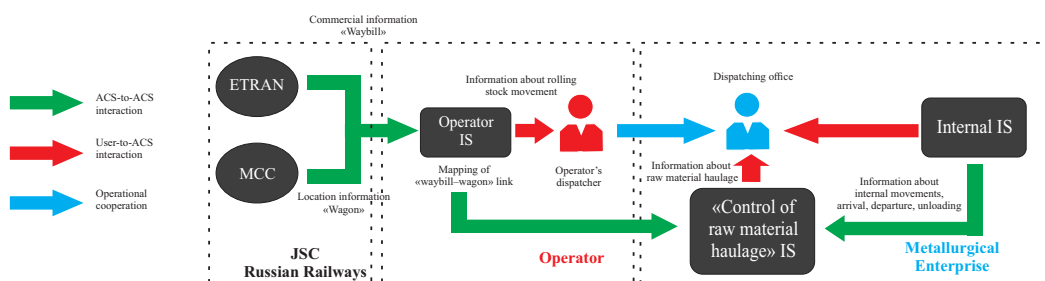 Commercial information
«Waybill»
ACS-to-ACS
interaction
User-to-ACS
interaction
Operational
cooperation
ETRAN
MCC
Location information
«Wagon»
JSC
Russian Railways
Operator
IS
Mapping of
«waybill–wagon» link
Information about rolling
stock movement
Operator's
dispatcher
Operator
Dispatching office
Information about
raw material haulage
«Control of
raw material
haulage» IS
Internal IS
Information about
internal movements,
arrival, departure, unloading
Metallurgical
Enterprise